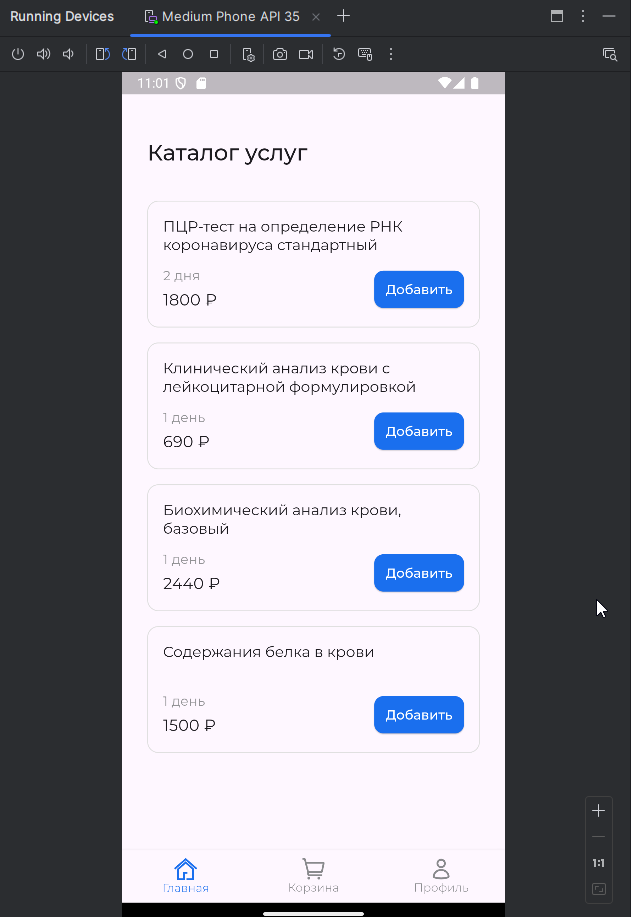 Running Devices
Medium Phone API 35
11:01
Каталог услуг
ПЦР-тест на определение РНК
коронавируса стандартный
2 дня
1800 ₽
Добавить
Клинический анализ крови с
лейкоцитарной формулировкой
1 день
690 ₽
Добавить
Биохимический анализ крови,
базовый
1 день
2440 ₽
Добавить
Содержания белка в крови
1 день
1500 ₽
Добавить
1:1
Главная
Корзина
Профиль